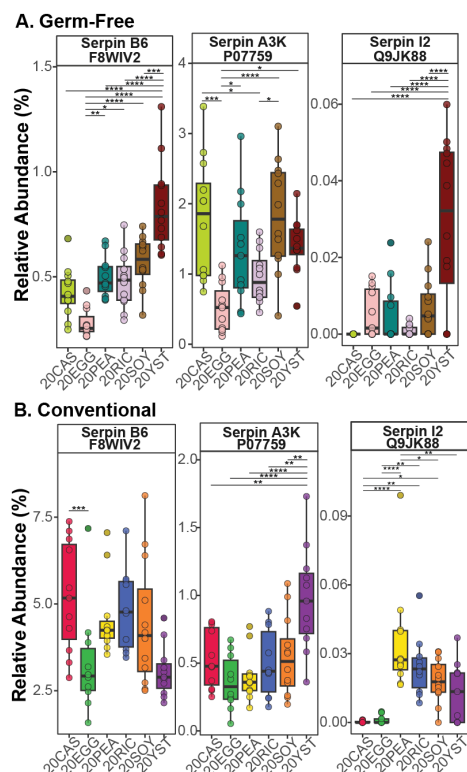 A. Germ-Free
Serpin B6
F8WIV2
Serpin A3K
P07759
Serpin I2
Q9JK88
Relative Abundance (%)
1.5
1.0
0.5
4
3
2
1
0
0.06
0.04
0.02
0.00
***
****
****
****
****
*
**
*
****
*
*
***
*
****
****
****
****
****
20CAS
20EGG
20PEA
20RIC
20SOY
20YST
20CAS
20EGG
20PEA
20RIC
20SOY
20YST
20CAS
20EGG
20PEA
20RIC
20SOY
20YST
B. Conventional
Serpin B6
F8WIV2
Serpin A3K
P07759
Serpin I2
Q9JK88
Relative Abundance (%)
7.5
5.0
2.5
2.0
1.5
1.0
0.5
0.0
0.09
0.06
0.03
0.00
***
**
**
****
****
**
**
*
**
****
*
**
****
20CAS
20EGG
20PEA
20RIC
20SOY
20YST
20CAS
20EGG
20PEA
20RIC
20SOY
20YST
20CAS
20EGG
20PEA
20RIC
20SOY
20YST